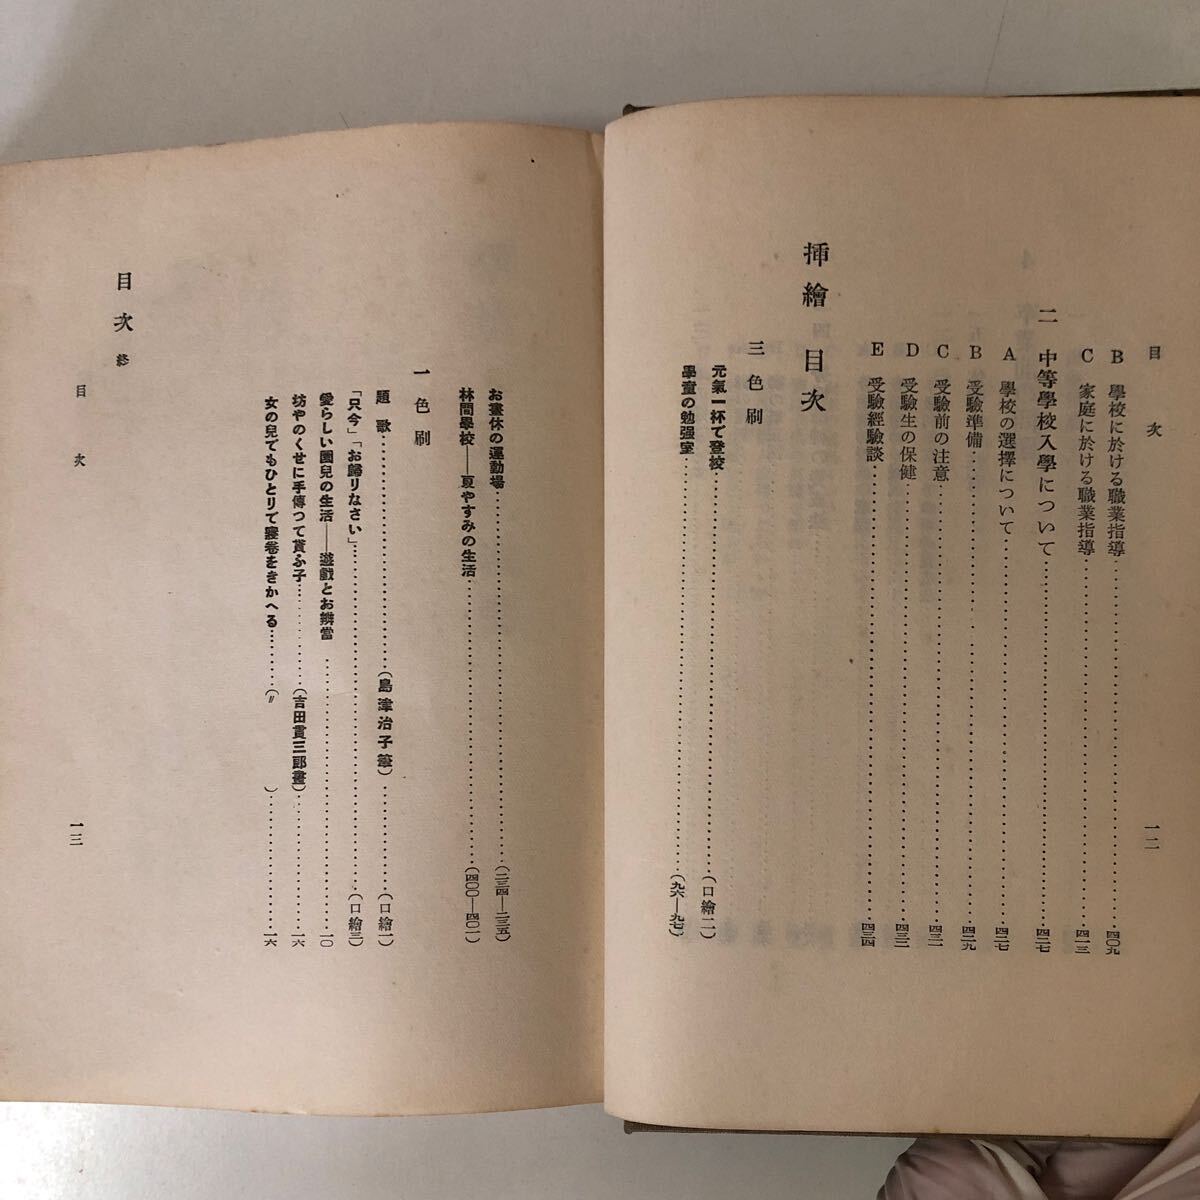 目次
一二
B 學校に於ける職業指導……四〇九
C 家庭に於ける職業指導……四一三
二 中等學校入學について……四二七
A 學校の選擇について……四二七
B 受驗準備……四二九
C 受驗前の注意……四三一
D 受驗生の保健……四三二
E 受驗經驗談……四三四
挿繪目次
三色刷
元氣一杯で登校……(口繪二)
學童の勉强室……(九六―九七)
お晝休の運動場……(二三四―二三五)
林間學校――夏やすみの生活……(四〇〇―四〇一)
一色刷
題歌……(島津治子筆)……(口繪一)
「只今」「お歸りなさい」……(口繪三)
愛らしい園兒の生活――遊戲とお辨當……一〇
坊やのくせに手傳つて貰ふ子……(吉田貫三郎畫)……一六
女の兒でもひとりで寢卷をきかへる……(〃)……一六
目次 終
目次
一三